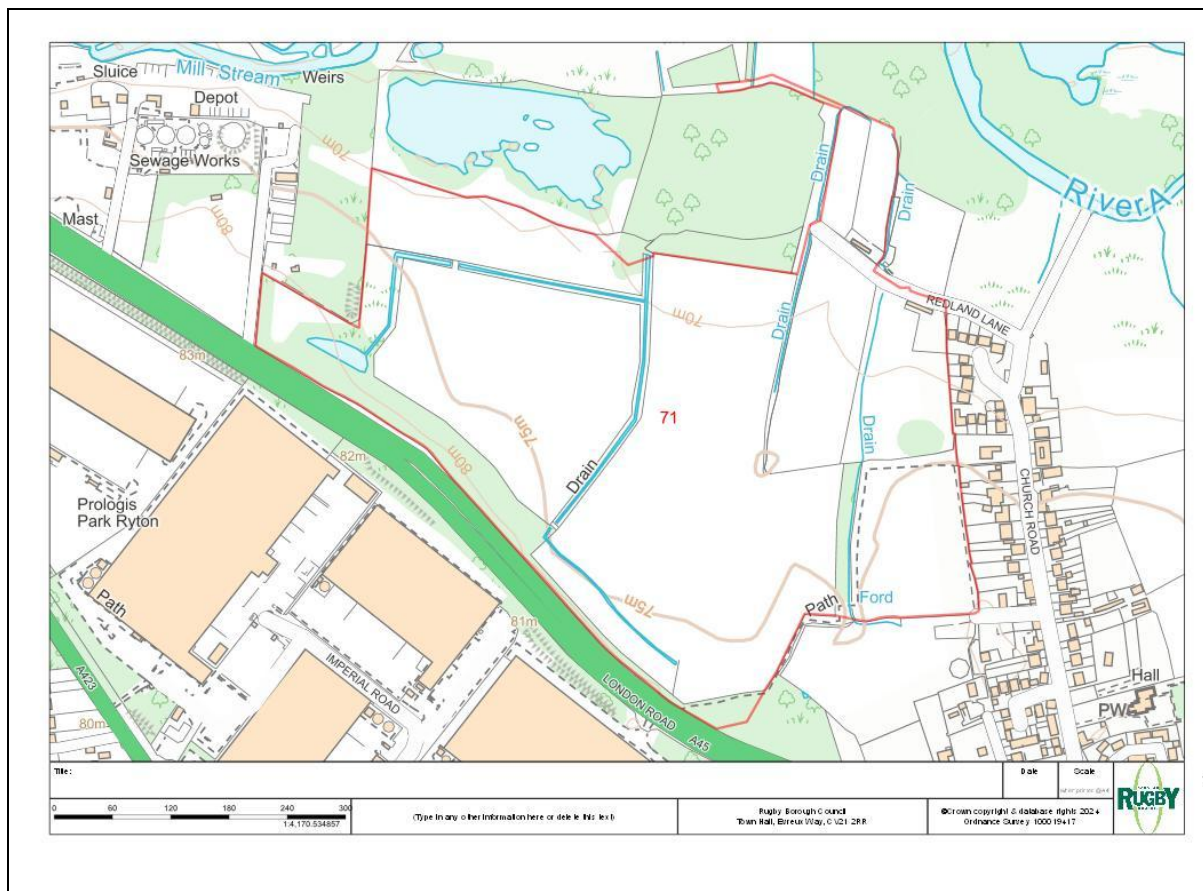 Sluice
Mill Stream
Weirs
Depot
Sewage Works
70m
Mast
80m
83m
Drain
Drain
RiverA
REDLAND LANE
Drain
70m
71
Drain
75m
80m
82m
Drain
CHURCH ROAD
Prologis
Park Ryton
Path
75m
Path
Ford
81m
IMPERIAL ROAD
LONDON ROAD
A45
A423
80m
Hall
PW
Title:
Date
Scale
0 60 120 180 240 300
1:4,170.534857
(Type in any other information here or delete this text)
Rugby Borough Council
Town Hall, Evreux Way, CV21 2RR
©Crown copyright & database rights 2024
Ordnance Survey 100019417
RUGBY